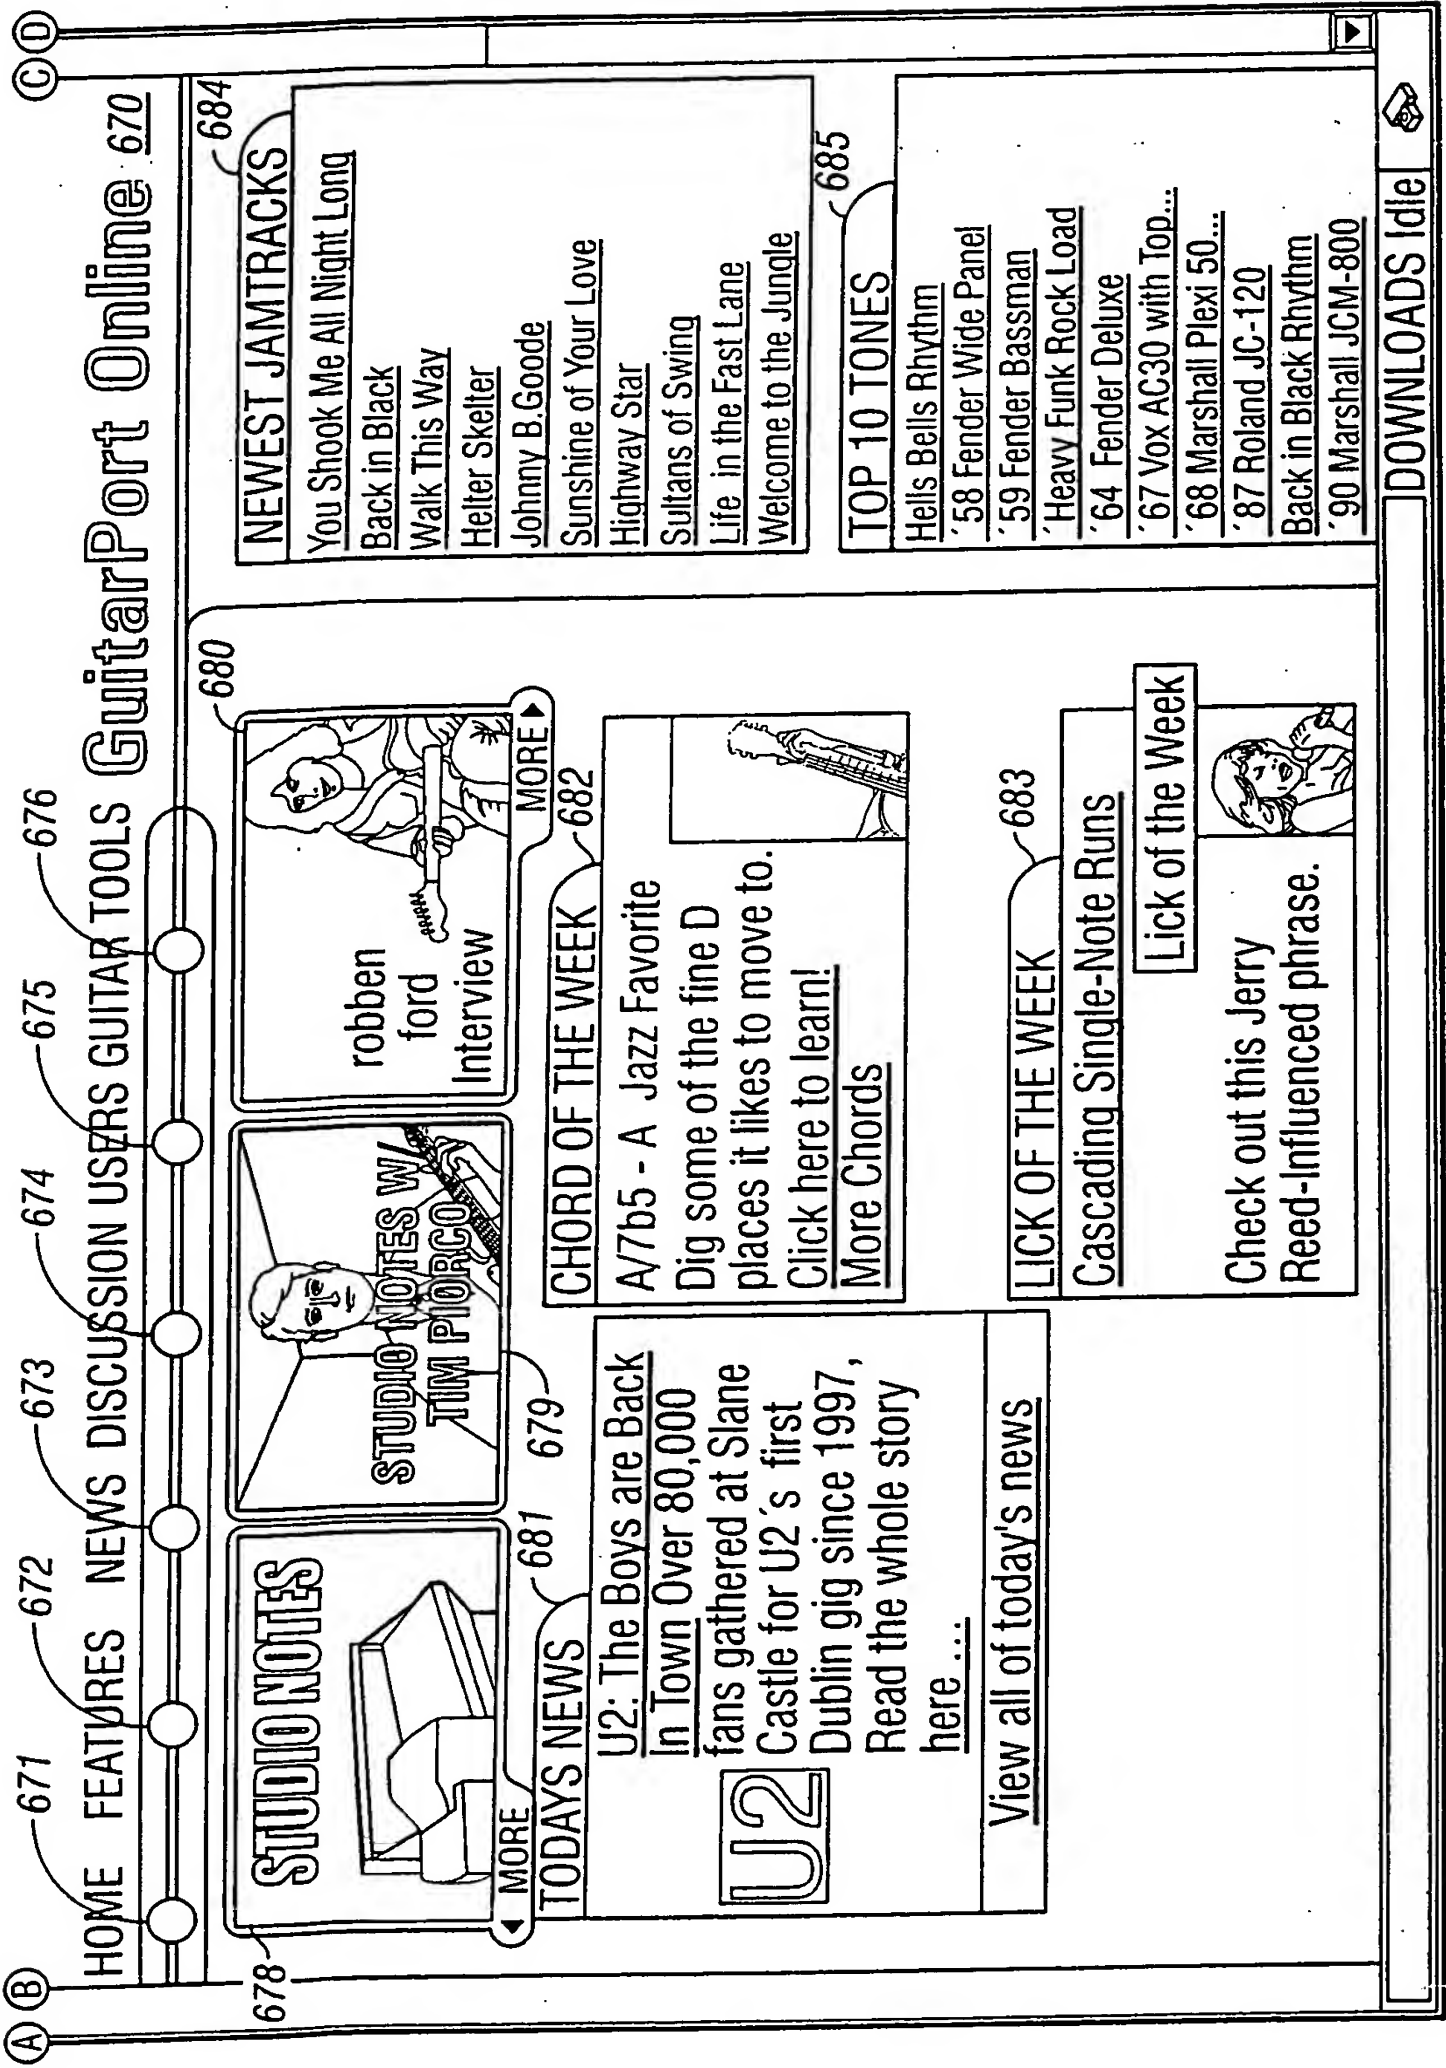 A
B
C
D
671
672
673
674
675
676
HOME FEATURES NEWS DISCUSSION USERS GUITAR TOOLS GuitarPort Online 670
678
STUDIO NOTES
MORE
679
STUDIO NOTES W/
TIM PIORCO
680
robben
ford
Interview
MORE
681
TODAYS NEWS
U2: The Boys are Back
In Town Over 80,000
fans gathered at Slane
Castle for U2´s first
Dublin gig since 1997,
Read the whole story
here ...
U2
View all of today's news
682
CHORD OF THE WEEK
A/7b5 - A Jazz Favorite
Dig some of the fine D
places it likes to move to.
Click here to learn!
More Chords
683
LICK OF THE WEEK
Cascading Single-Note Runs
Lick of the Week
Check out this Jerry
Reed-Influenced phrase.
684
NEWEST JAMTRACKS
You Shook Me All Night Long
Back in Black
Walk This Way
Helter Skelter
Johnny B.Goode
Sunshine of Your Love
Highway Star
Sultans of Swing
Life in the Fast Lane
Welcome to the Jungle
685
TOP 10 TONES
Hells Bells Rhythm
´58 Fender Wide Panel
´59 Fender Bassman
´Heavy Funk Rock Load
´64 Fender Deluxe
´67 Vox AC30 with Top...
´68 Marshall Plexi 50...
´87 Roland JC-120
Back in Black Rhythm
´90 Marshall JCM-800
DOWNLOADS Idle